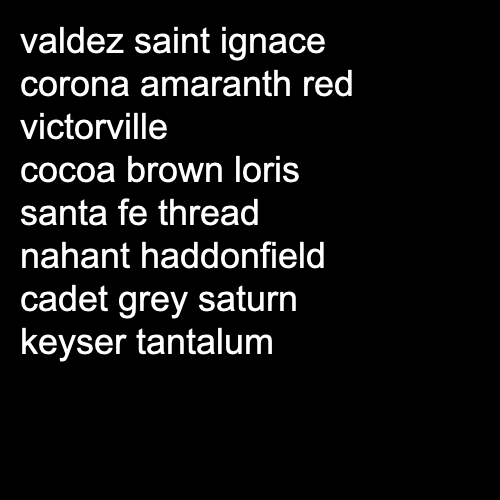 valdez saint ignace
corona amaranth red
victorville
cocoa brown loris
santa fe thread
nahant haddonfield
cadet grey saturn
keyser tantalum